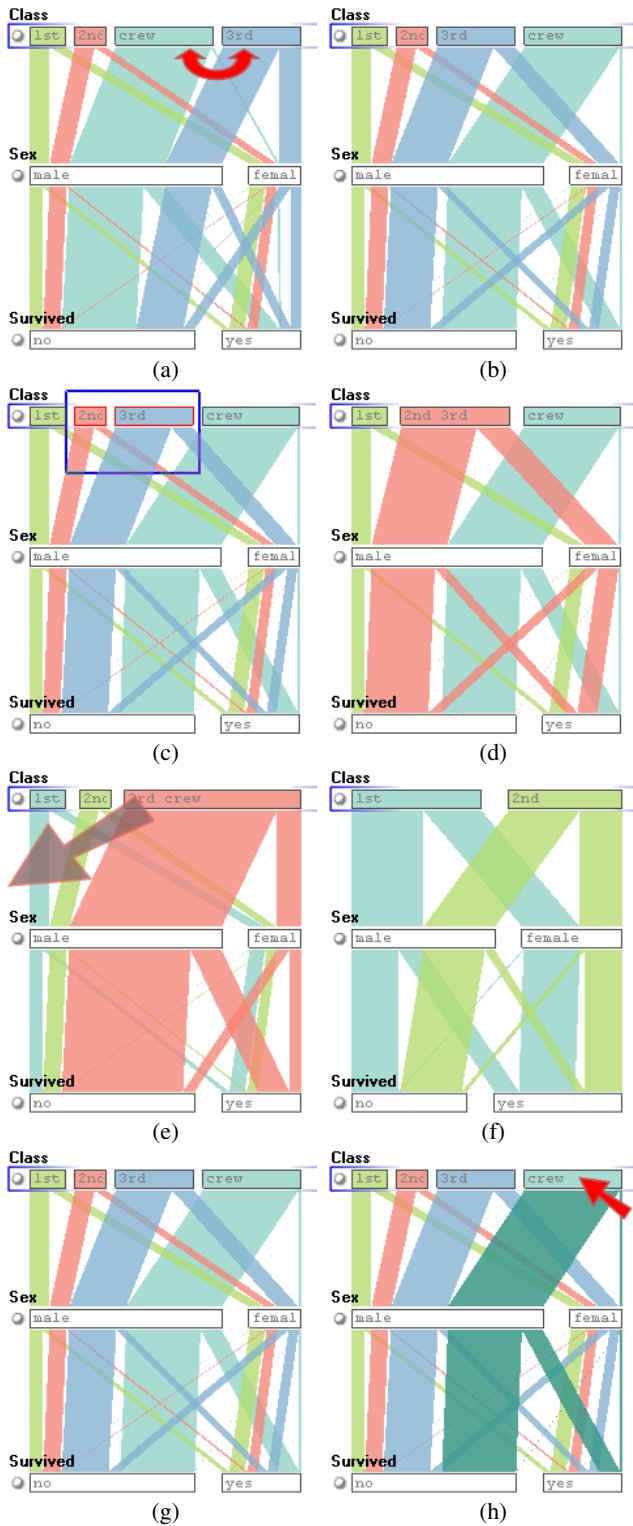 Class Class
1st 2nd crew 3rd 1st 2nd 3rd crew
Sex Sex
male femal male femal
Survived Survived
no yes no yes
(a) (b)
Class Class
1st 2nd 3rd crew 1st 2nd 3rd crew
Sex Sex
male femal male femal
Survived Survived
no yes no yes
(c) (d)
Class Class
1st 2nd 3rd crew 1st 2nd
Sex Sex
male femal male female
Survived Survived
no yes no yes
(e) (f)
Class Class
1st 2nd 3rd crew 1st 2nd 3rd crew
Sex Sex
male femal male femal
Survived Survived
no yes no yes
(g) (h)